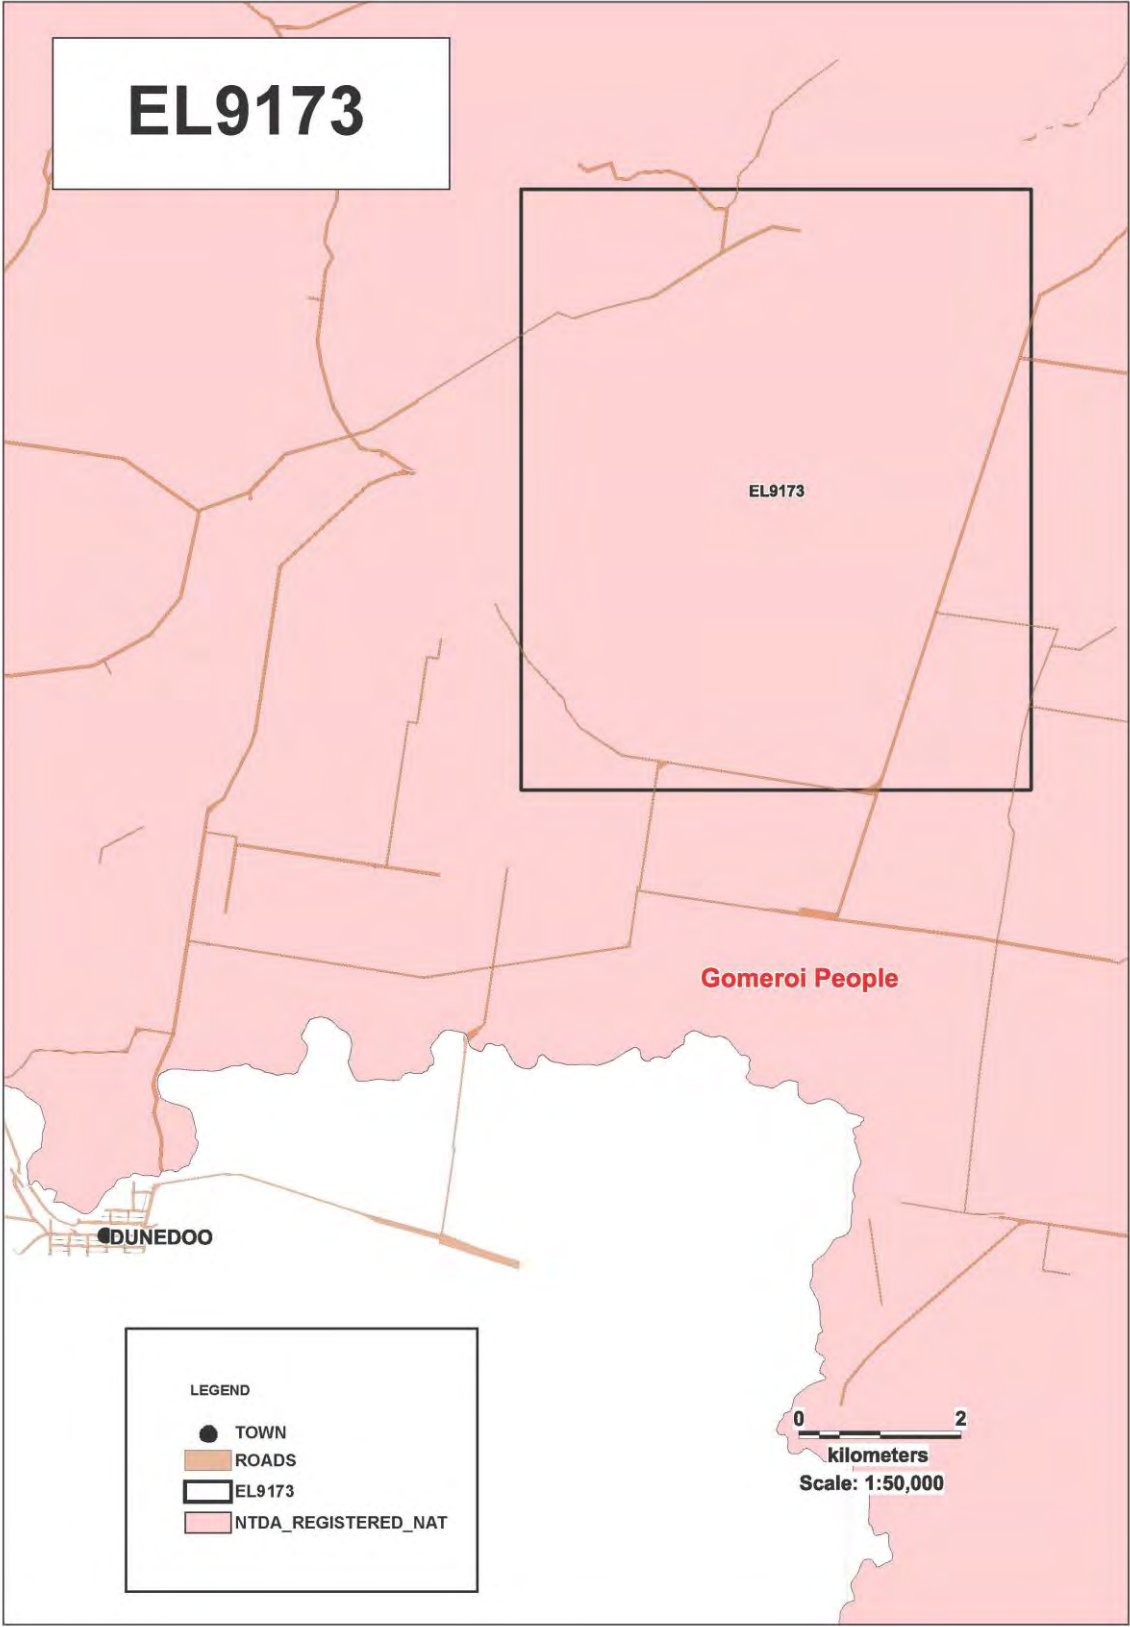 EL9173
EL9173
Gomeroi People
DUNEDOO
LEGEND
TOWN
ROADS
EL9173
NTDA_REGISTERED_NAT
0 2
kilometers
Scale: 1:50,000